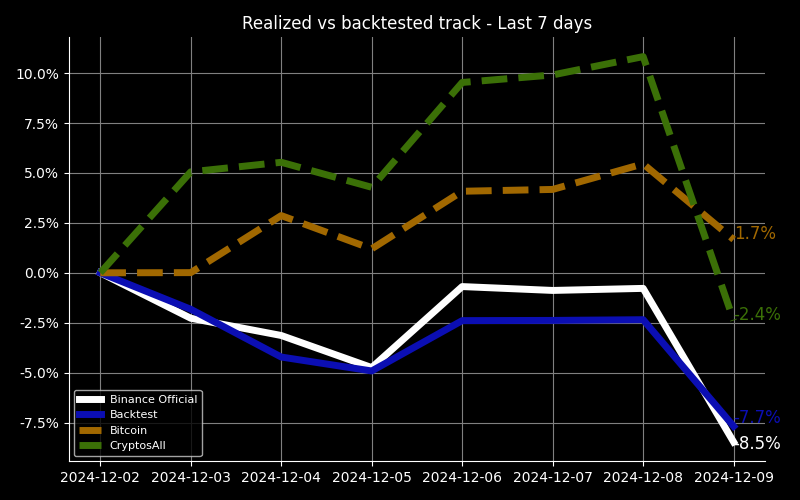 Realized vs backtested track - Last 7 days
10.0%
7.5%
5.0%
2.5%
0.0%
-2.5%
-5.0%
-7.5%
1.7%
-2.4%
-7.7%
-8.5%
Binance Official
Backtest
Bitcoin
CryptosAll
2024-12-02 2024-12-03 2024-12-04 2024-12-05 2024-12-06 2024-12-07 2024-12-08 2024-12-09